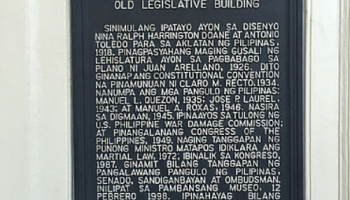 OLD LEGISLATIVE BUILDING
SINIMULANG IPATAYO AYON SA DISENYO
NINA RALPH HARRINGTON DOANE AT ANTONIO
TOLEDO PARA SA AKLATAN NG PILIPINAS,
1918. PINAGPASYAHANG MAGING GUSALI NG
LEHISLATURA AYON SA PAGBABAGO SA
PLANO NI JUAN ARELLANO, 1926. DITO
GINANAP ANG CONSTITUTIONAL CONVENTION
NA PINAMUNUAN NI CLARO M. RECTO, 1934.
NANUMPA ANG MGA PANGULO NG PILIPINAS:
MANUEL L. QUEZON, 1935; JOSE P. LAUREL,
1943; AT MANUEL A. ROXAS, 1946. NASIRA
SA DIGMAAN, 1945. IPINAAYOS SA TULONG NG
U.S. PHILIPPINE WAR DAMAGE COMMISSION;
AT PINANGALANANG CONGRESS OF THE
PHILIPPINES, 1949. NAGING TANGGAPAN NG
PUNONG MINISTRO MATAPOS IDIKLARA ANG
MARTIAL LAW, 1972; IBINALIK SA KONGRESO,
1987. GINAMIT BILANG TANGGAPAN NG
PANGALAWANG PANGULO NG PILIPINAS,
SENADO, SANDIGANBAYAN AT OMBUDSMAN.
INILIPAT SA PAMBANSANG MUSEO, 12
PEBRERO 1998. IPINAHAYAG BILANG